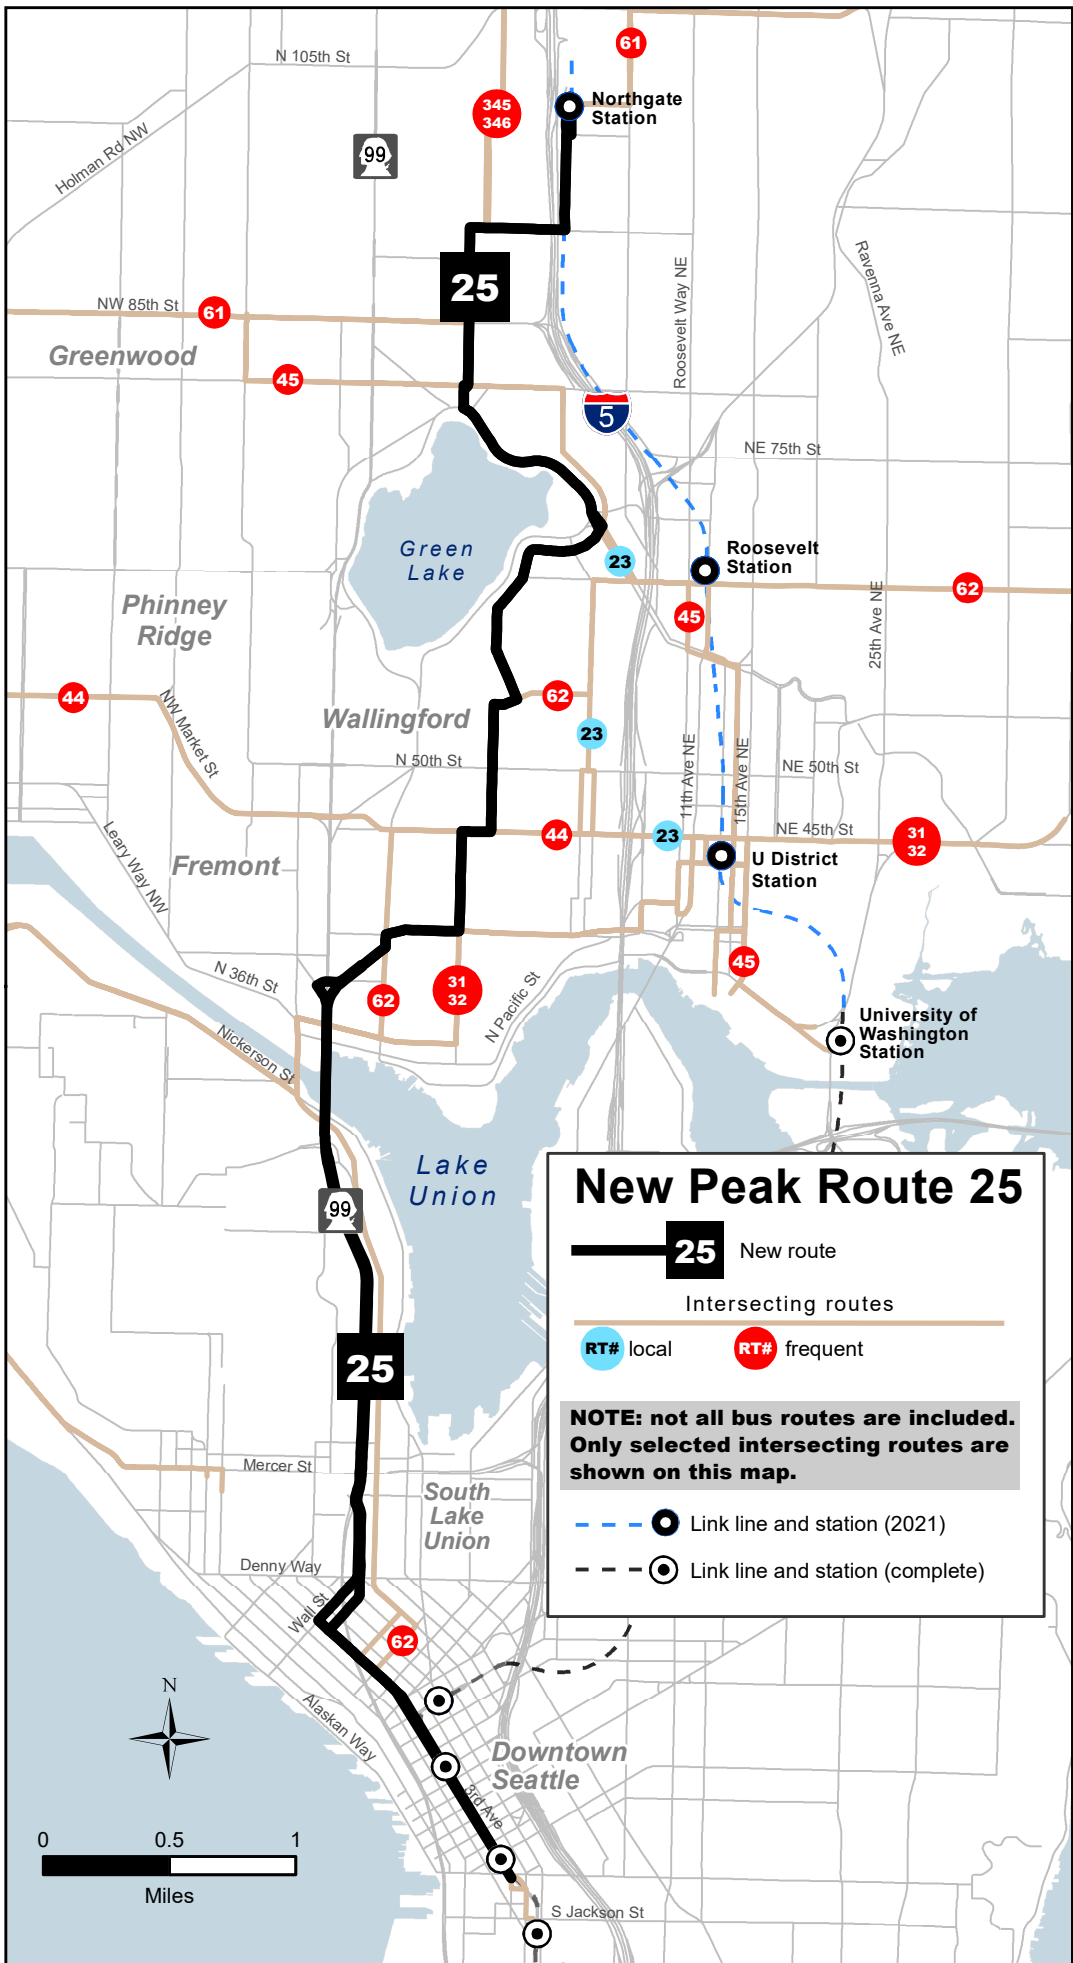 N 105th St
61
345
346
Northgate
Station
Holman Rd NW
99
25
Roosevelt Way NE
Ravenna Ave NE
NW 85th St
61
Greenwood
45
5
NE 75th St
Green
Lake
23
Roosevelt
Station
62
Phinney
Ridge
45
25th Ave NE
44
NW Market St
62
Wallingford
23
N 50th St
11th Ave NE
15th Ave NE
NE 50th St
Leary Way NW
44
23
NE 45th St
31
32
Fremont
U District
Station
N 36th St
62
31
32
N Pacific St
45
University of
Washington
Station
Nickerson St
Lake
Union
99
New Peak Route 25
25
New route
Intersecting routes
RT#
local
RT#
frequent
25
NOTE: not all bus routes are included.
Only selected intersecting routes are
shown on this map.
Mercer St
South
Lake
Union
Link line and station (2021)
Denny Way
Link line and station (complete)
Wall St
62
N
Alaskan Way
Downtown
Seattle
3rd Ave
0
0.5
1
Miles
S Jackson St